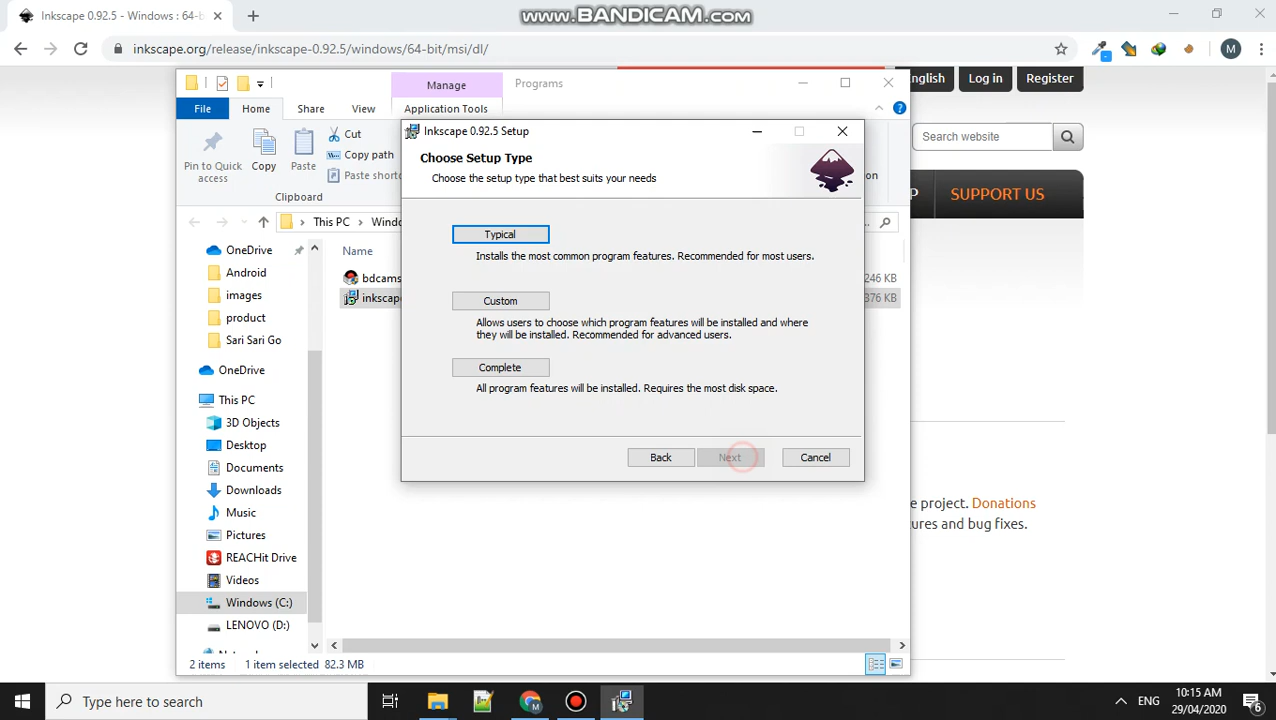 Inkscape 0.92.5 - Windows : 64-b
www.BANDICAM.com
inkscape.org/release/inkscape-0.92.5/windows/64-bit/msi/dl/
M
Manage
Programs
nglish
Log in
Register
File
Home
Share
View
Application Tools
Inkscape 0.92.5 Setup
Choose Setup Type
Choose the setup type that best suits your needs
Search website
Pin to Quick
access
Copy
Paste
Cut
Copy path
Paste shortc
Clipboard
ion
P
SUPPORT US
This PC
Windo
Name
OneDrive
Android
images
product
Sari Sari Go
OneDrive
This PC
3D Objects
Desktop
Documents
Downloads
Music
Pictures
REACHit Drive
Videos
Windows (C:)
LENOVO (D:)
bdcams
246 KB
inkscape
376 KB
Typical
Installs the most common program features. Recommended for most users.
Custom
Allows users to choose which program features will be installed and where
they will be installed. Recommended for advanced users.
Complete
All program features will be installed. Requires the most disk space.
Back
Next
Cancel
e project. Donations
ures and bug fixes.
2 items
1 item selected 82.3 MB
Type here to search
ENG
10:15 AM
29/04/2020
6